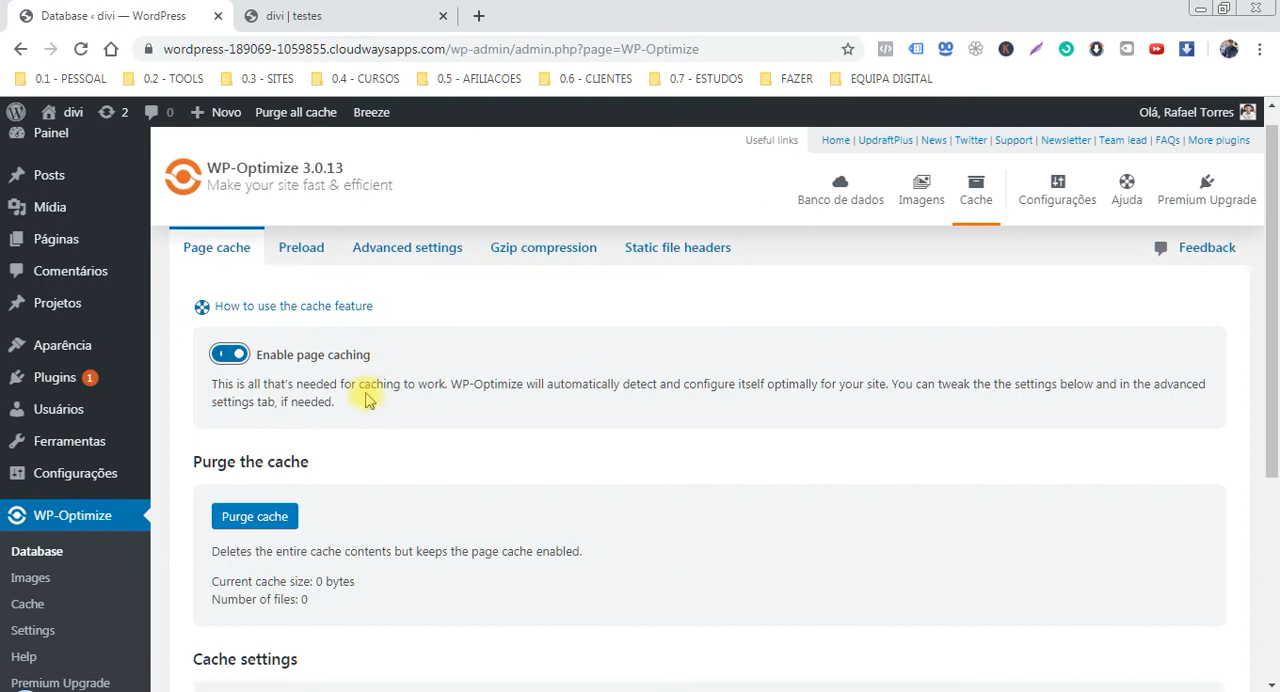 Database ‹ divi — WordPress
divi | testes
wordpress-189069-1059855.cloudwaysapps.com/wp-admin/admin.php?page=WP-Optimize
0.1 - PESSOAL
0.2 - TOOLS
0.3 - SITES
0.4 - CURSOS
0.5 - AFILIACOES
0.6 - CLIENTES
0.7 - ESTUDOS
FAZER
EQUIPA DIGITAL
divi
2
0
Novo
Purge all cache
Breeze
Olá, Rafael Torres
Painel
Posts
Mídia
Páginas
Comentários
Projetos
Aparência
Plugins 1
Usuários
Ferramentas
Configurações
WP-Optimize
Database
Images
Cache
Settings
Help
Premium Upgrade
Useful links
Home | UpdraftPlus | News | Twitter | Support | Newsletter | Team lead | FAQs | More plugins
WP-Optimize 3.0.13
Make your site fast & efficient
Banco de dados
Imagens
Cache
Configurações
Ajuda
Premium Upgrade
Page cache
Preload
Advanced settings
Gzip compression
Static file headers
Feedback
How to use the cache feature
Enable page caching
This is all that's needed for caching to work. WP-Optimize will automatically detect and configure itself optimally for your site. You can tweak the the settings below and in the advanced
settings tab, if needed.
Purge the cache
Purge cache
Deletes the entire cache contents but keeps the page cache enabled.
Current cache size: 0 bytes
Number of files: 0
Cache settings